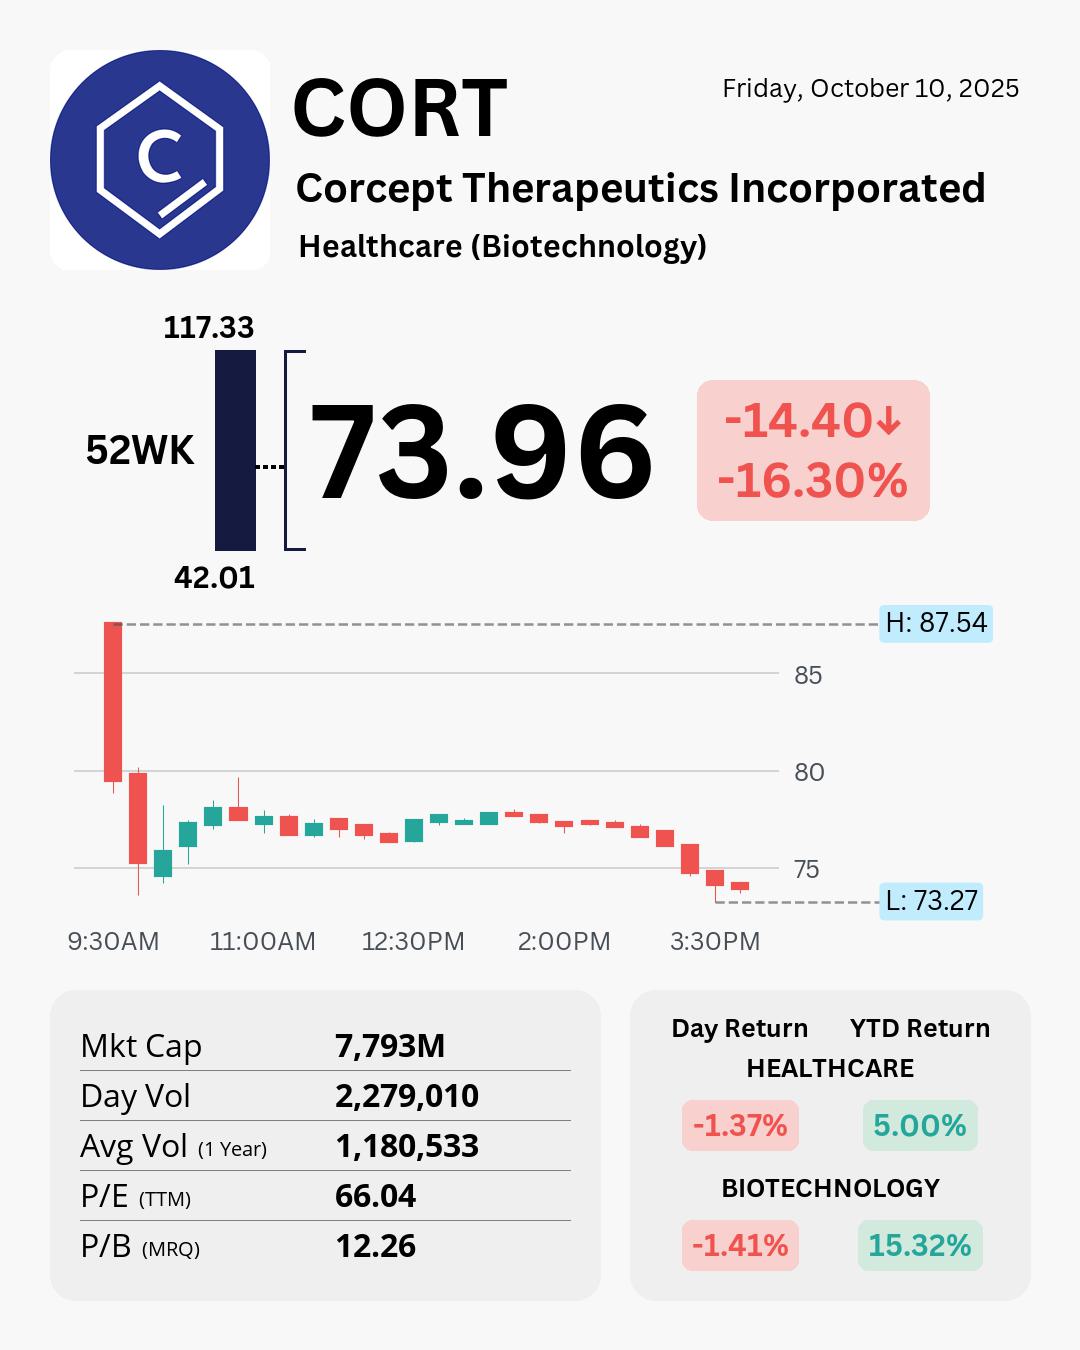 C
CORT
Friday, October 10, 2025
Corcept Therapeutics Incorporated
Healthcare (Biotechnology)
117.33
52WK
73.96
-14.40↓
-16.30%
42.01
H: 87.54
85
80
75
L: 73.27
9:30AM 11:00AM 12:30PM 2:00PM 3:30PM
Mkt Cap 7,793M
Day Vol 2,279,010
Avg Vol (1 Year) 1,180,533
P/E (TTM) 66.04
P/B (MRQ) 12.26
Day Return YTD Return
HEALTHCARE
-1.37% 5.00%
BIOTECHNOLOGY
-1.41% 15.32%